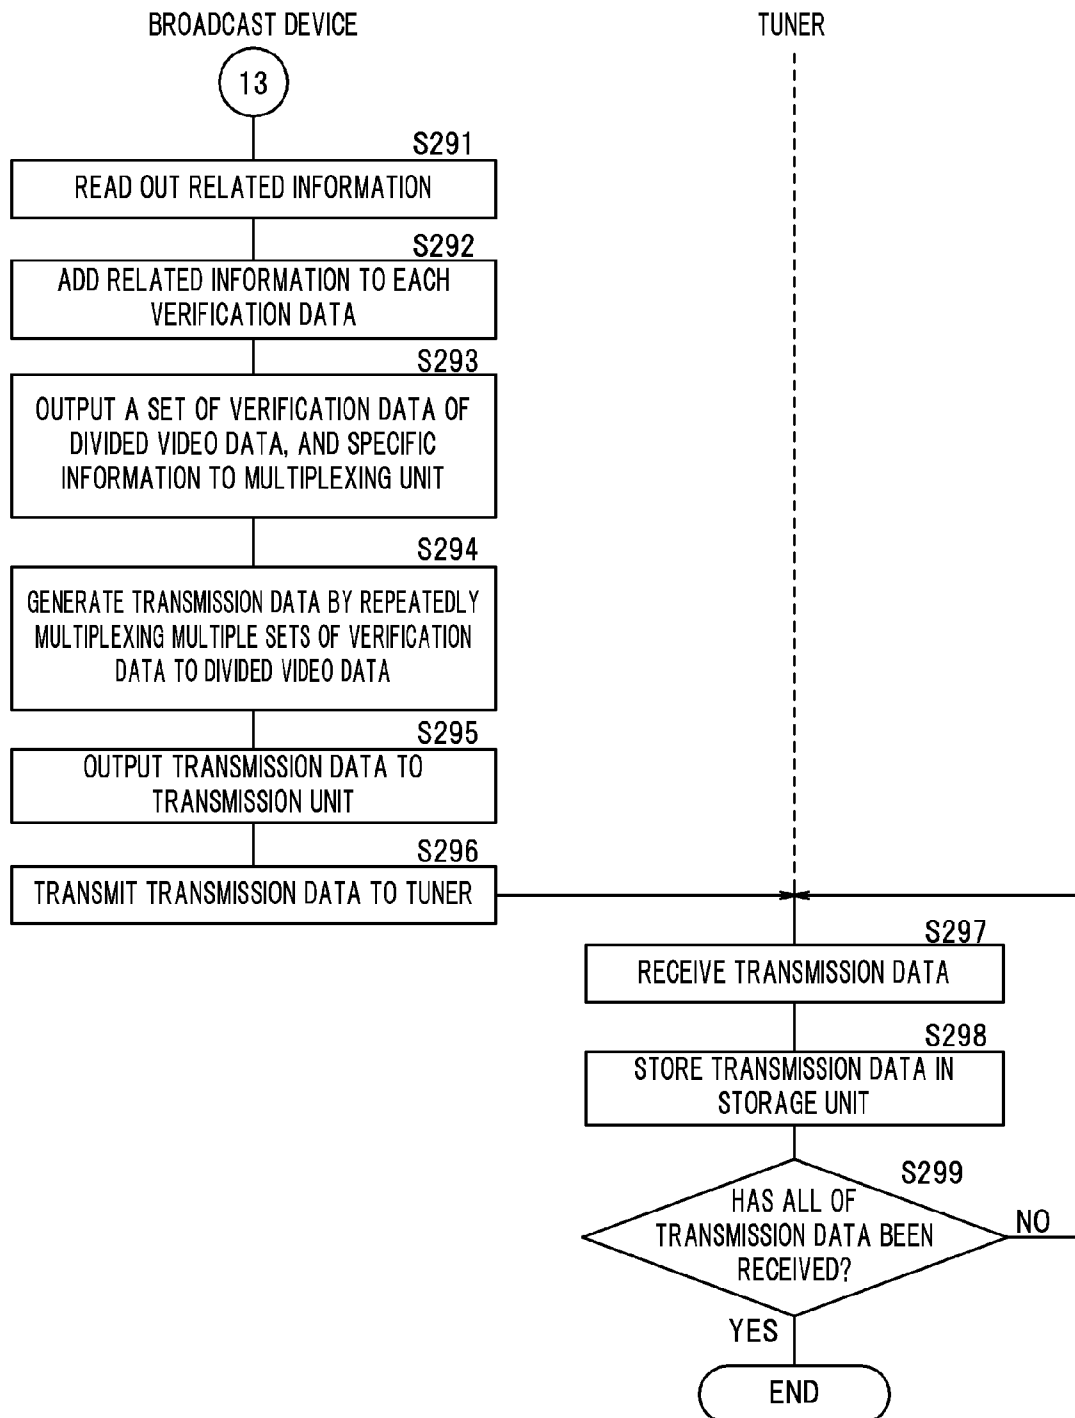 BROADCAST DEVICE
TUNER
13
S291
READ OUT RELATED INFORMATION
S292
ADD RELATED INFORMATION TO EACH
VERIFICATION DATA
S293
OUTPUT A SET OF VERIFICATION DATA OF
DIVIDED VIDEO DATA, AND SPECIFIC
INFORMATION TO MULTIPLEXING UNIT
S294
GENERATE TRANSMISSION DATA BY REPEATEDLY
MULTIPLEXING MULTIPLE SETS OF VERIFICATION
DATA TO DIVIDED VIDEO DATA
S295
OUTPUT TRANSMISSION DATA TO
TRANSMISSION UNIT
S296
TRANSMIT TRANSMISSION DATA TO TUNER
S297
RECEIVE TRANSMISSION DATA
S298
STORE TRANSMISSION DATA IN
STORAGE UNIT
S299
HAS ALL OF
TRANSMISSION DATA BEEN
RECEIVED?
NO
YES
END